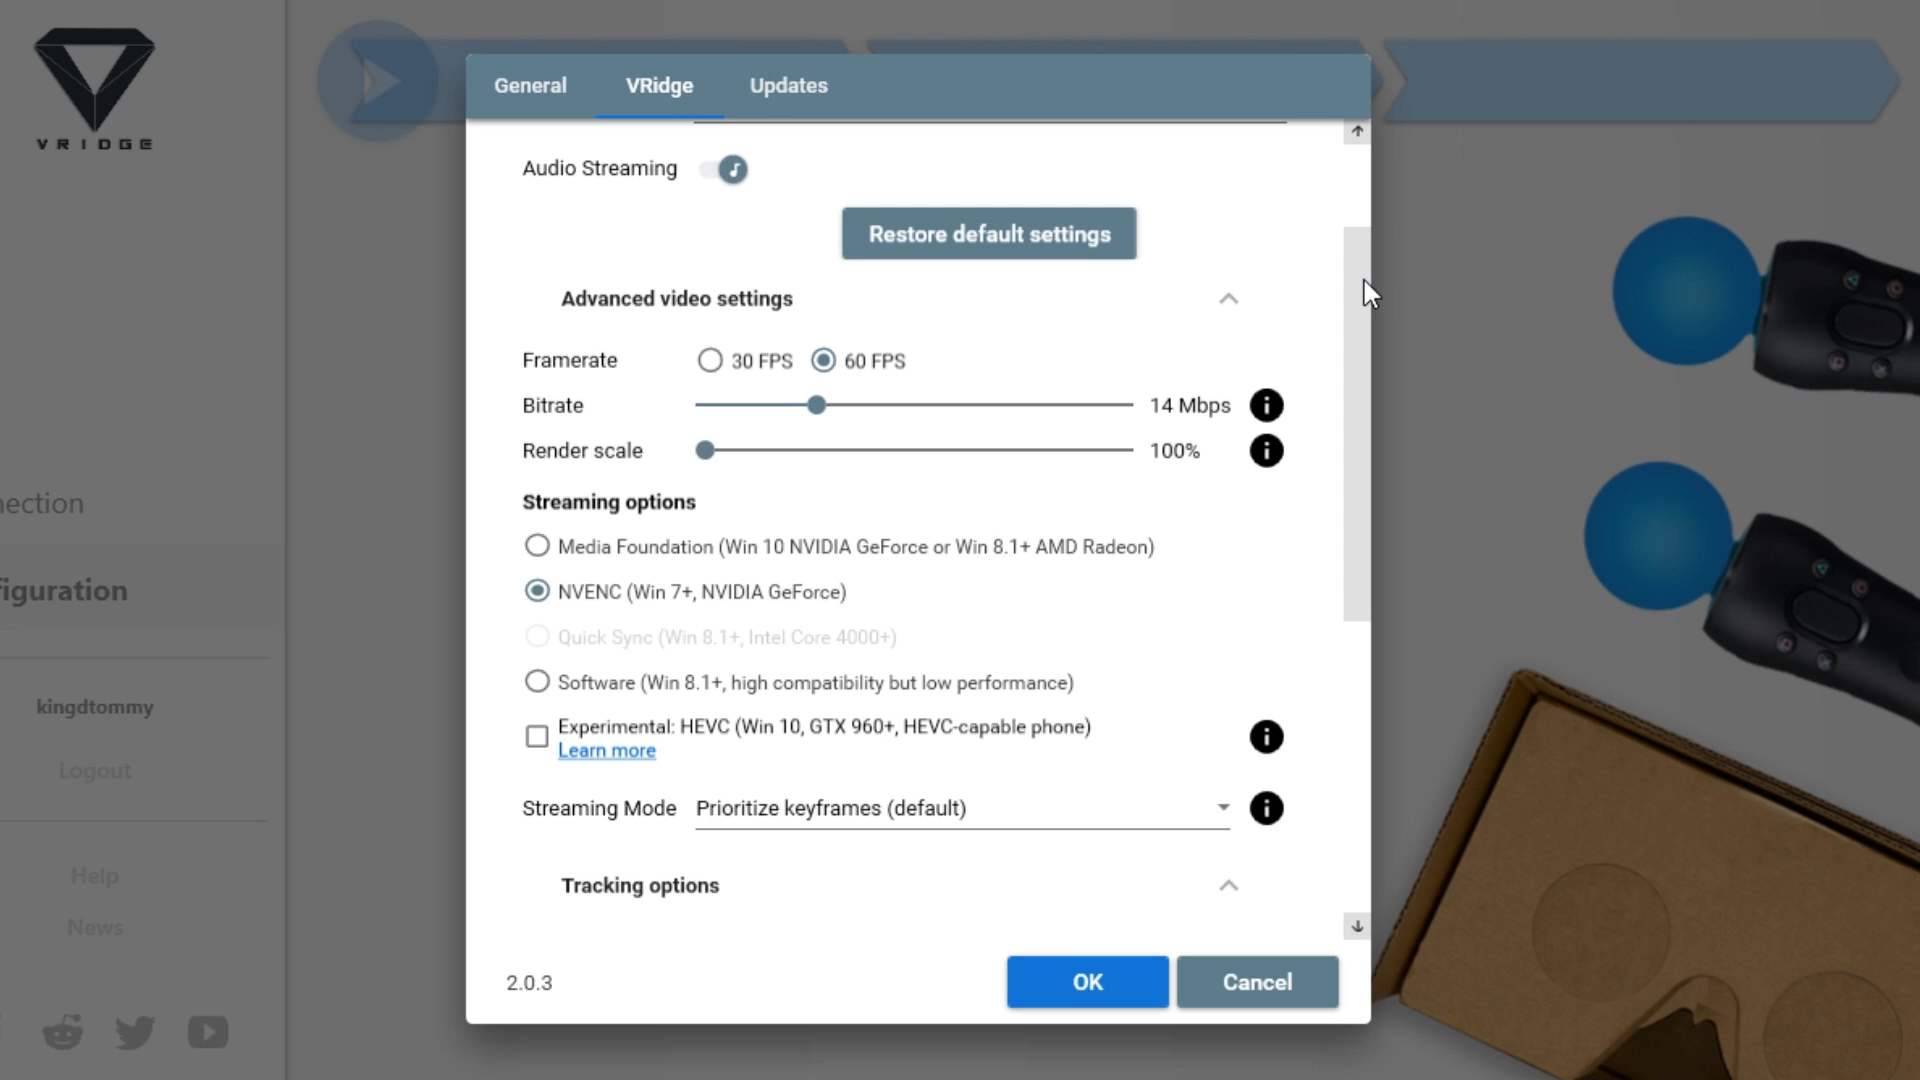 VRIDGE
General VRidge Updates
Audio Streaming
Restore default settings
Advanced video settings
Framerate 30 FPS 60 FPS
Bitrate 14 Mbps
Render scale 100%
Streaming options
Media Foundation (Win 10 NVIDIA GeForce or Win 8.1+ AMD Radeon)
NVENC (Win 7+, NVIDIA GeForce)
Quick Sync (Win 8.1+, Intel Core 4000+)
Software (Win 8.1+, high compatibility but low performance)
Experimental: HEVC (Win 10, GTX 960+, HEVC-capable phone)
Learn more
Streaming Mode Prioritize keyframes (default)
Tracking options
2.0.3 OK Cancel
nection
figuration
kingdtommy
Logout
Help
News